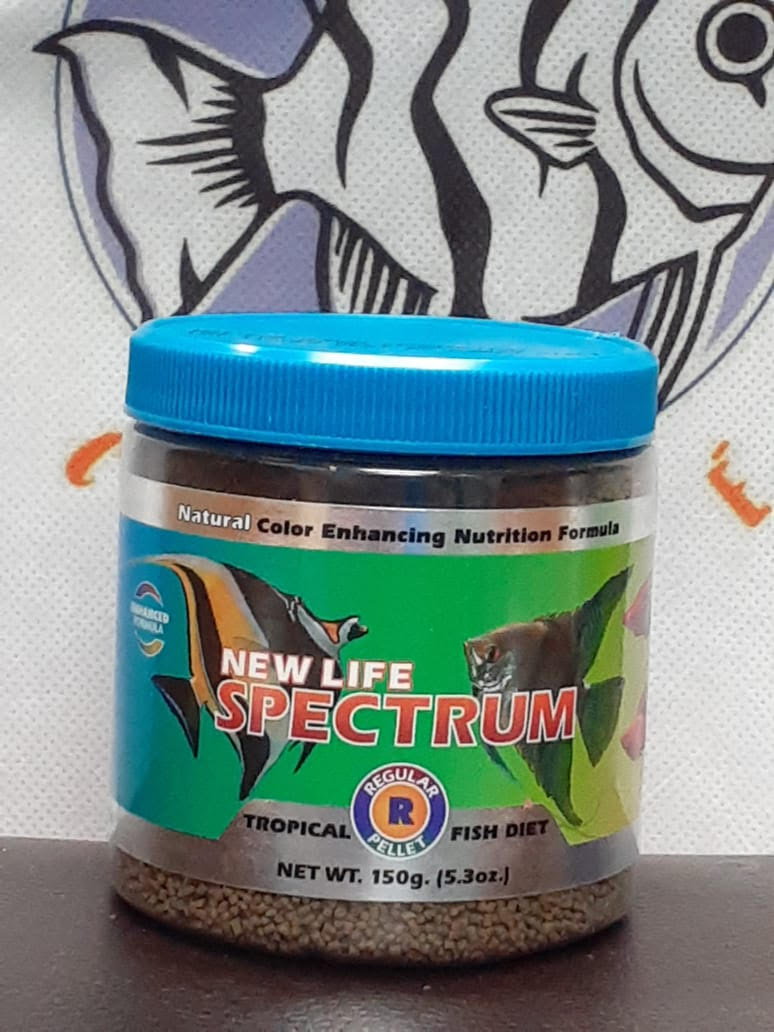 Natural Color Enhancing Nutrition Formula
ENHANCED
FORMULA
NEW LIFE
SPECTRUM
REGULAR
R
PELLET
TROPICAL FISH DIET
NET WT. 150g. (5.3oz.)